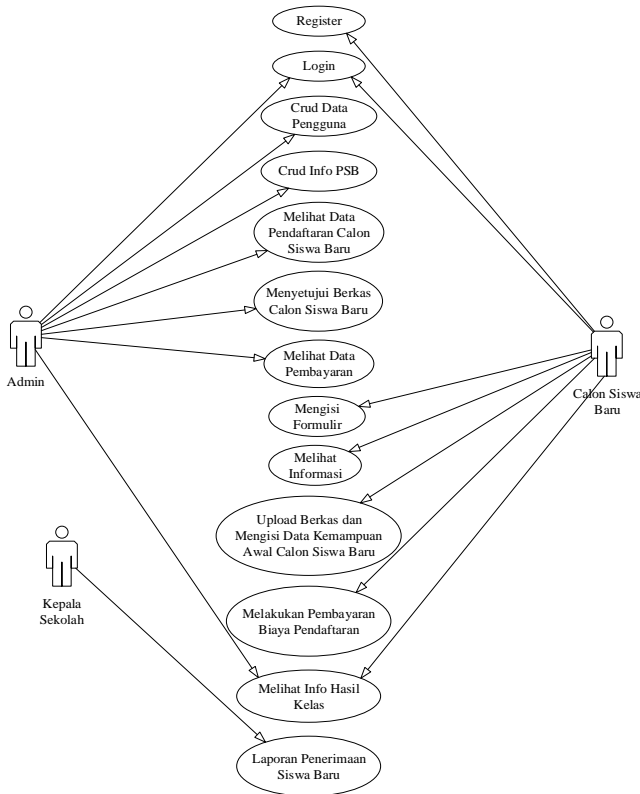 Register
Login
Crud Data
Pengguna
Crud Info PSB
Melihat Data
Pendaftaran Calon
Siswa Baru
Menyetujui Berkas
Calon Siswa Baru
Admin
Melihat Data
Pembayaran
Calon Siswa
Baru
Mengisi
Formulir
Melihat
Informasi
Upload Berkas dan
Mengisi Data Kemampuan
Awal Calon Siswa Baru
Kepala
Sekolah
Melakukan Pembayaran
Biaya Pendaftaran
Melihat Info Hasil
Kelas
Laporan Penerimaan
Siswa Baru